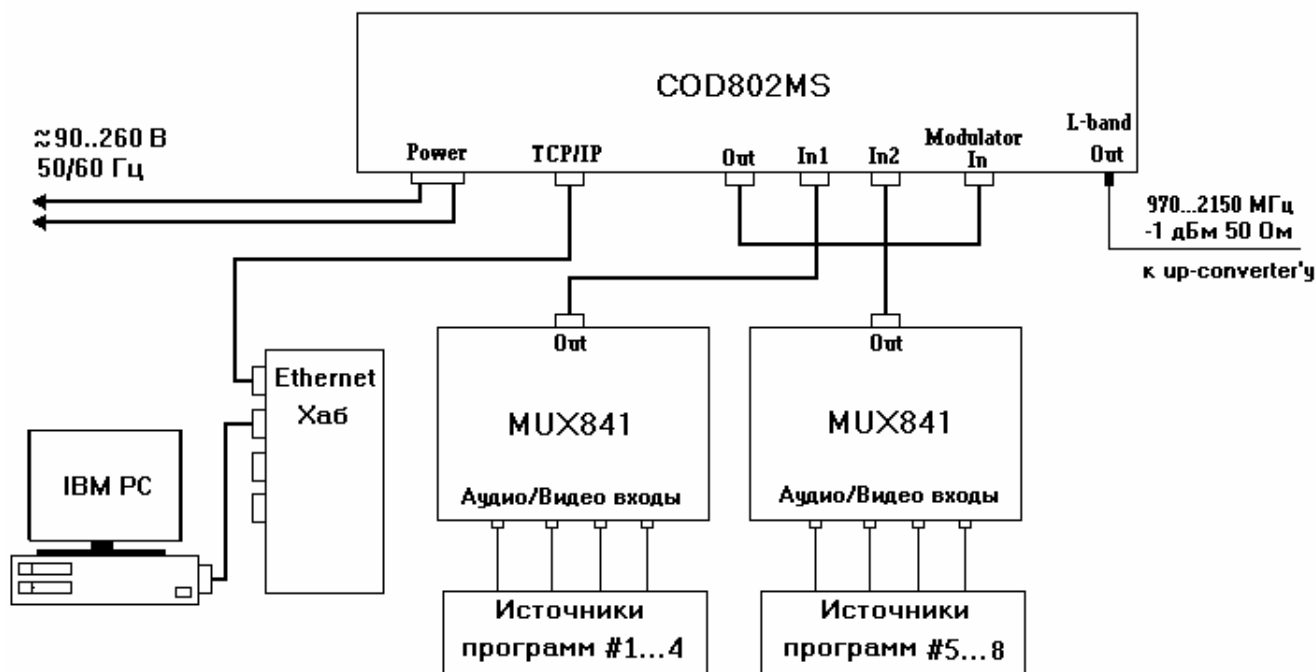 COD802MS
≈ 90..260 В
50/60 Гц
Power
TCP/IP
Out
In1
In2
Modulator
In
L-band
Out
970...2150 МГц
-1 дБм 50 Ом
к up-converter'у
Ethernet
Хаб
IBM PC
Out
MUX841
Аудио/Видео входы
Источники
программ #1...4
Out
MUX841
Аудио/Видео входы
Источники
программ #5...8